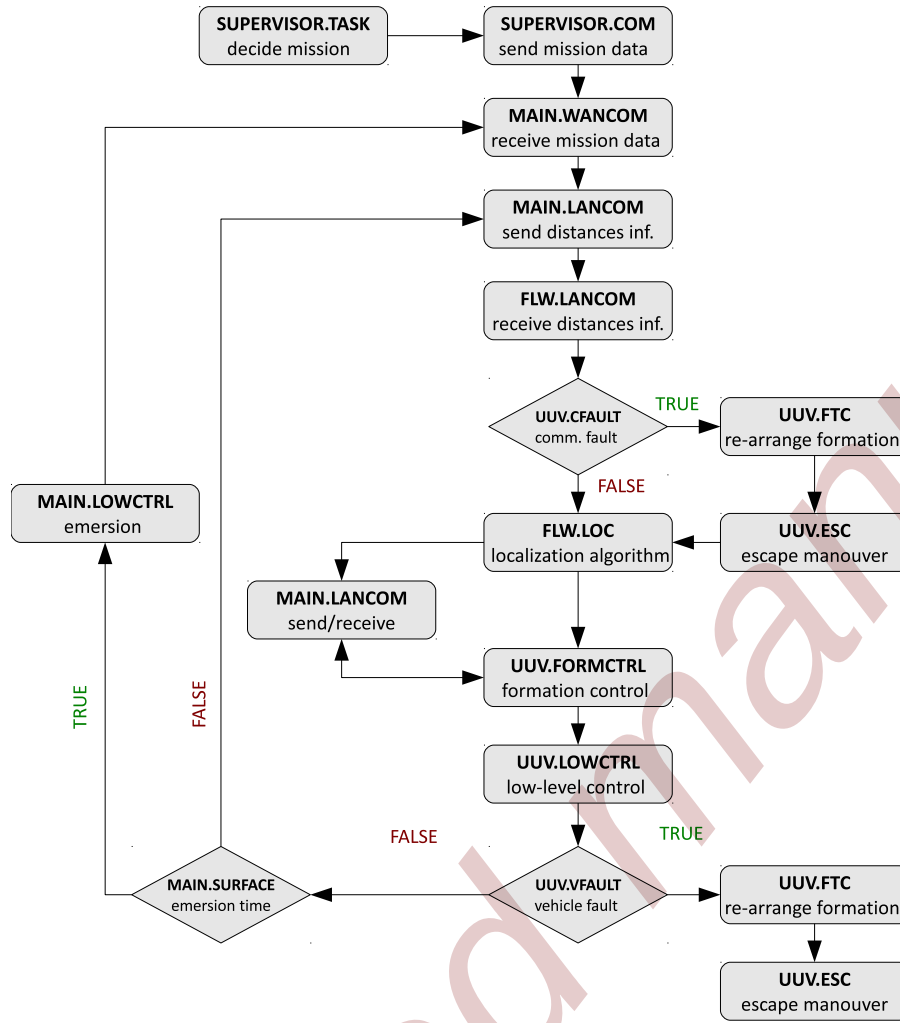 SUPERVISOR.TASK
decide mission
SUPERVISOR.COM
send mission data
MAIN.WANCOM
receive mission data
MAIN.LANCOM
send distances inf.
FLW.LANCOM
receive distances inf.
UUV.CFAULT
comm. fault
TRUE
UUV.FTC
re-arrange formation
FALSE
MAIN.LOWCTRL
emersion
FLW.LOC
localization algorithm
UUV.ESC
escape manouver
MAIN.LANCOM
send/receive
UUV.FORMCTRL
formation control
TRUE
FALSE
UUV.LOWCTRL
low-level control
FALSE
TRUE
MAIN.SURFACE
emersion time
UUV.VFAULT
vehicle fault
UUV.FTC
re-arrange formation
UUV.ESC
escape manouver